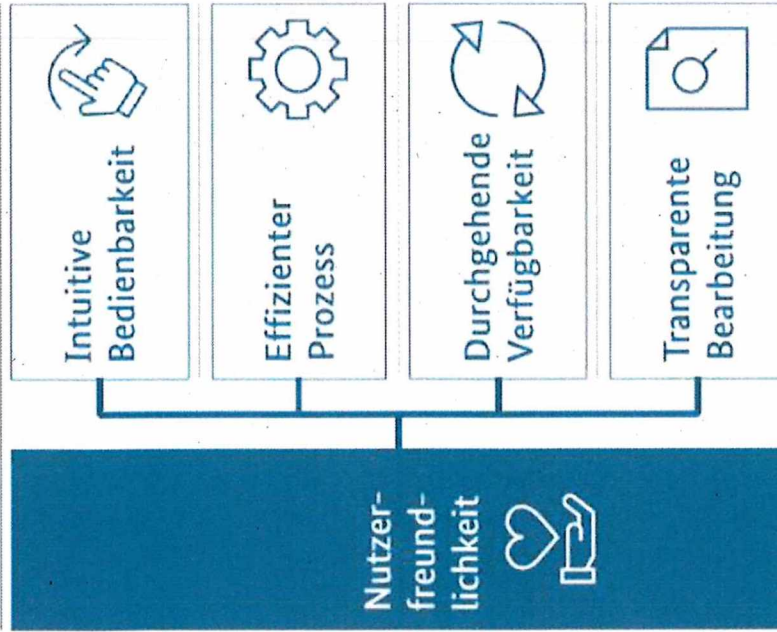 Nutzer-
freund-
lichkeit
Intuitive
Bedienbarkeit
Effizienter
Prozess
Durchgehende
Verfügbarkeit
Transparente
Bearbeitung